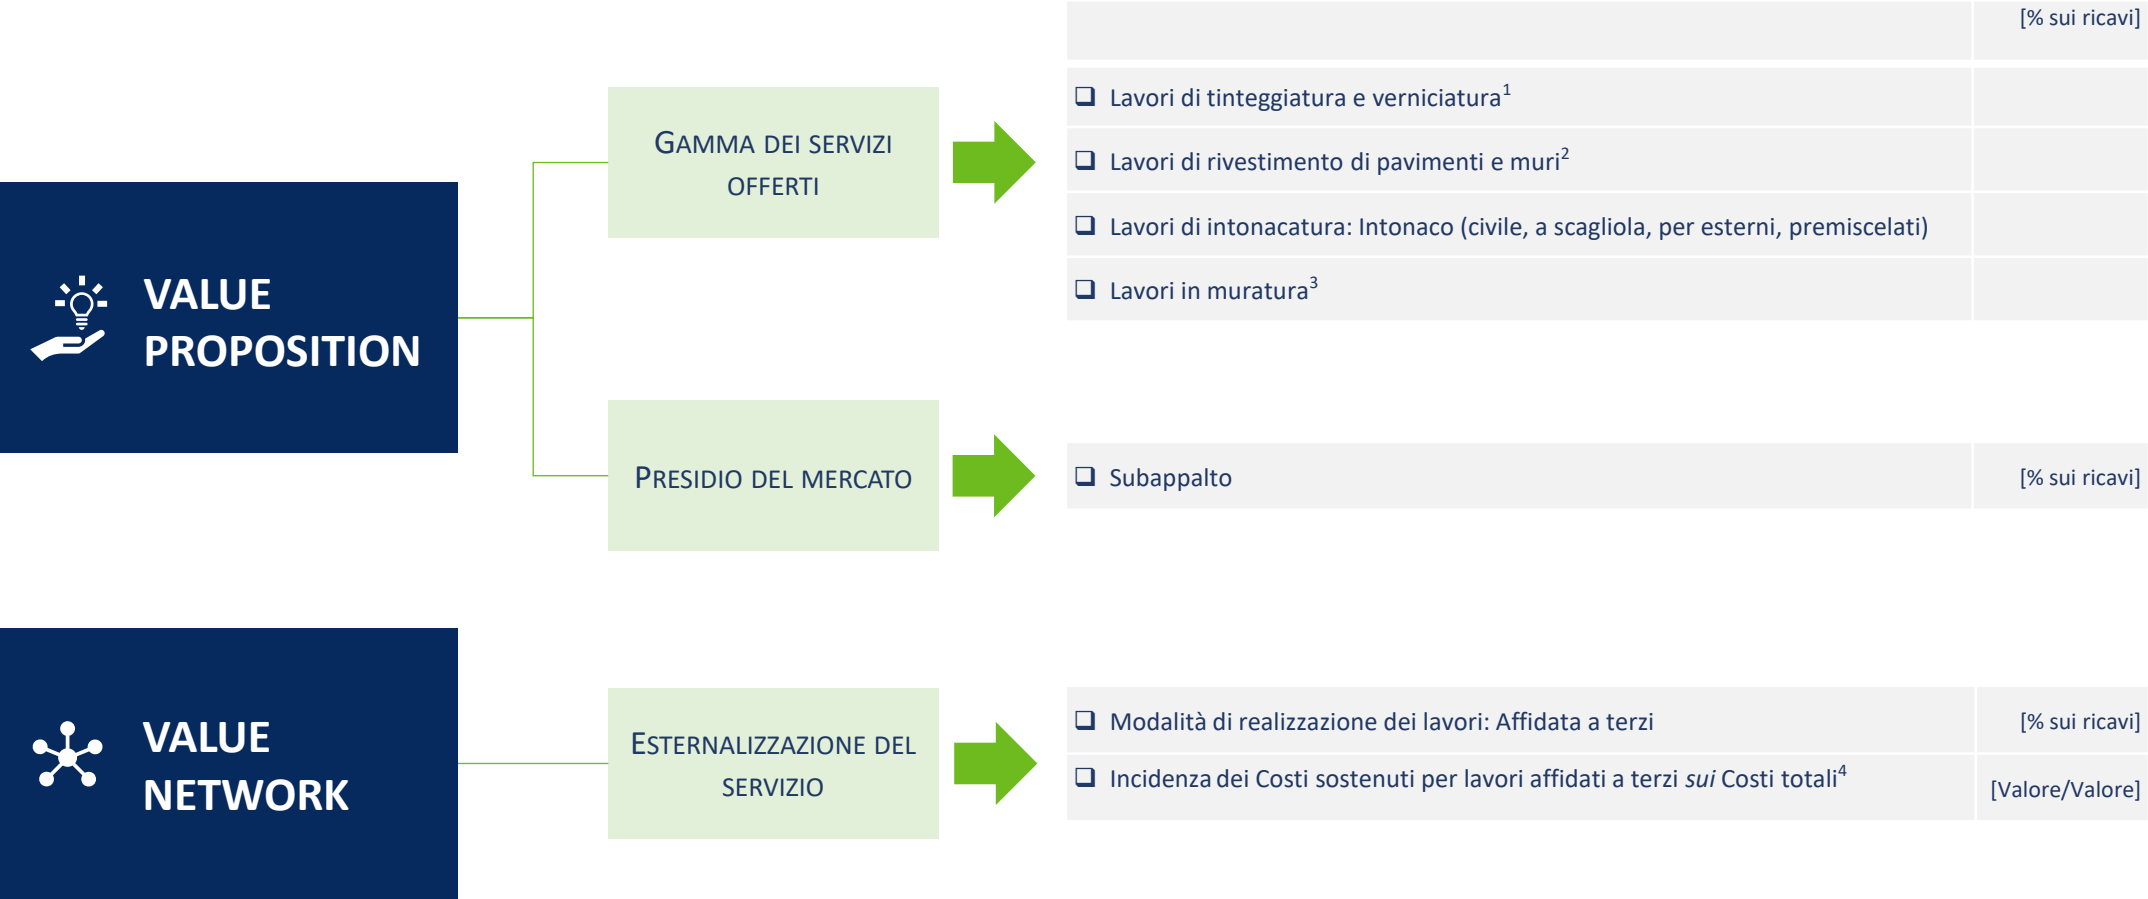 [% sui ricavi]
VALUE
PROPOSITION
GAMMA DEI SERVIZI
OFFERTI
❑ Lavori di tinteggiatura e verniciatura¹
❑ Lavori di rivestimento di pavimenti e muri²
❑ Lavori di intonacatura: Intonaco (civile, a scagliola, per esterni, premiscelati)
❑ Lavori in muratura³
PRESIDIO DEL MERCATO
❑ Subappalto [% sui ricavi]
VALUE
NETWORK
ESTERNALIZZAZIONE DEL
SERVIZIO
❑ Modalità di realizzazione dei lavori: Affidata a terzi [% sui ricavi]
❑ Incidenza dei Costi sostenuti per lavori affidati a terzi sui Costi totali⁴ [Valore/Valore]